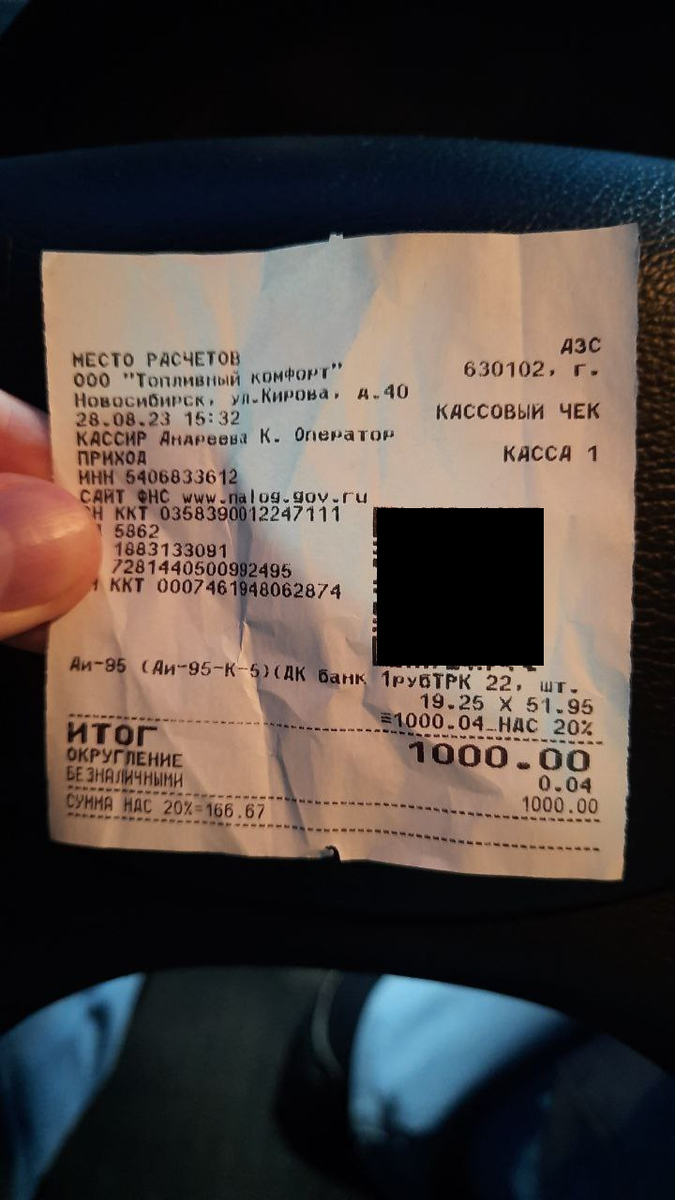 АЗС
МЕСТО РАСЧЕТОВ
630102, г.
ООО "Топливный комфорт"
Новосибирск, ул.Кирова, д.40
28.08.23 15:32
КАССОВЫЙ ЧЕК
КАССИР Андреева К. Оператор
ПРИХОД
КАССА 1
ИНН 5406833612
САЙТ ФНС www.nalog.gov.ru
ЗН ККТ 0358390012247111
5862
1883133091
7281440500992495
ККТ 0007461948062874
Аи-95 (Аи-95-К-5)(ДК банк 1рубТРК 22, шт.
19.25 X 51.95
≡1000.04_НДС 20%
ИТОГ 1000.00
ОКРУГЛЕНИЕ 0.04
БЕЗНАЛИЧНЫМИ 1000.00
СУММА НДС 20%=166.67